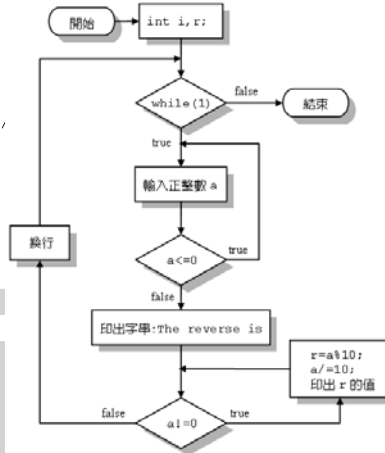 開始
int i,r;
while(1)
false
結束
true
輸入正整數 a
換行
a<=0
true
false
印出字串:The reverse is
r=a%10;
a/=10;
印出 r 的值
false
a!=0
true